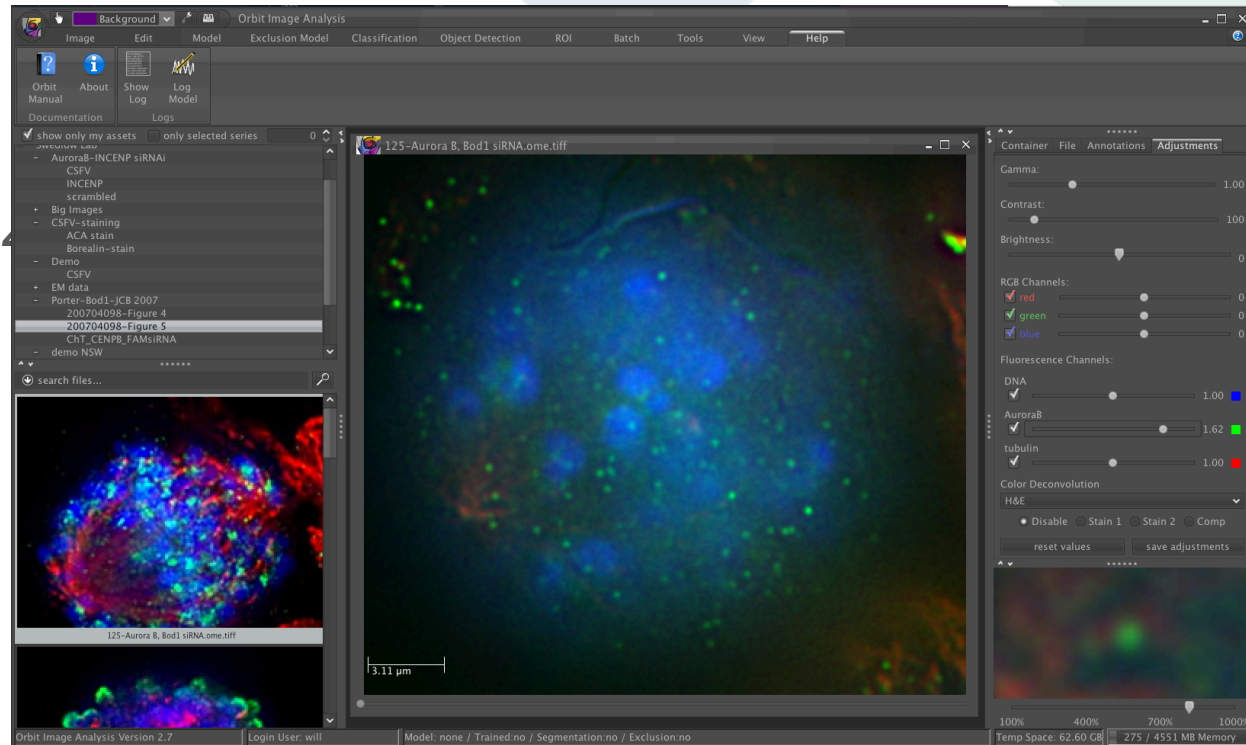 Background
Orbit Image Analysis
Image Edit Model Exclusion Model Classification Object Detection ROI Batch Tools View Help
Orbit Manual
About
Show Log
Log Model
Documentation
Logs
show only my assets only selected series 0
Swedlow Lab
- AuroraB-INCENP siRNAi
CSFV
INCENP
scrambled
+ Big Images
- CSFV-staining
ACA stain
Borealin-stain
- Demo
CSFV
+ EM data
- Porter-Bod1-JCB 2007
200704098-Figure 4
200704098-Figure 5
ChT_CENPB_FAMsiRNA
- demo NSW
search files...
125-Aurora B, Bod1 siRNA.ome.tiff
125-Aurora B, Bod1 siRNA.ome.tiff
3.11 µm
Container File Annotations Adjustments
Gamma:
1.00
Contrast:
100
Brightness:
0
RGB Channels:
red 0
green 0
blue 0
Fluorescence Channels:
DNA
1.00
AuroraB
1.62
tubulin
1.00
Color Deconvolution
H&E
Disable Stain 1 Stain 2 Comp
reset values save adjustments
100% 400% 700% 1000%
Orbit Image Analysis Version 2.7 Login User: will Model: none / Trained:no / Segmentation:no / Exclusion:no Temp Space: 62.60 GB 275 / 4551 MB Memory